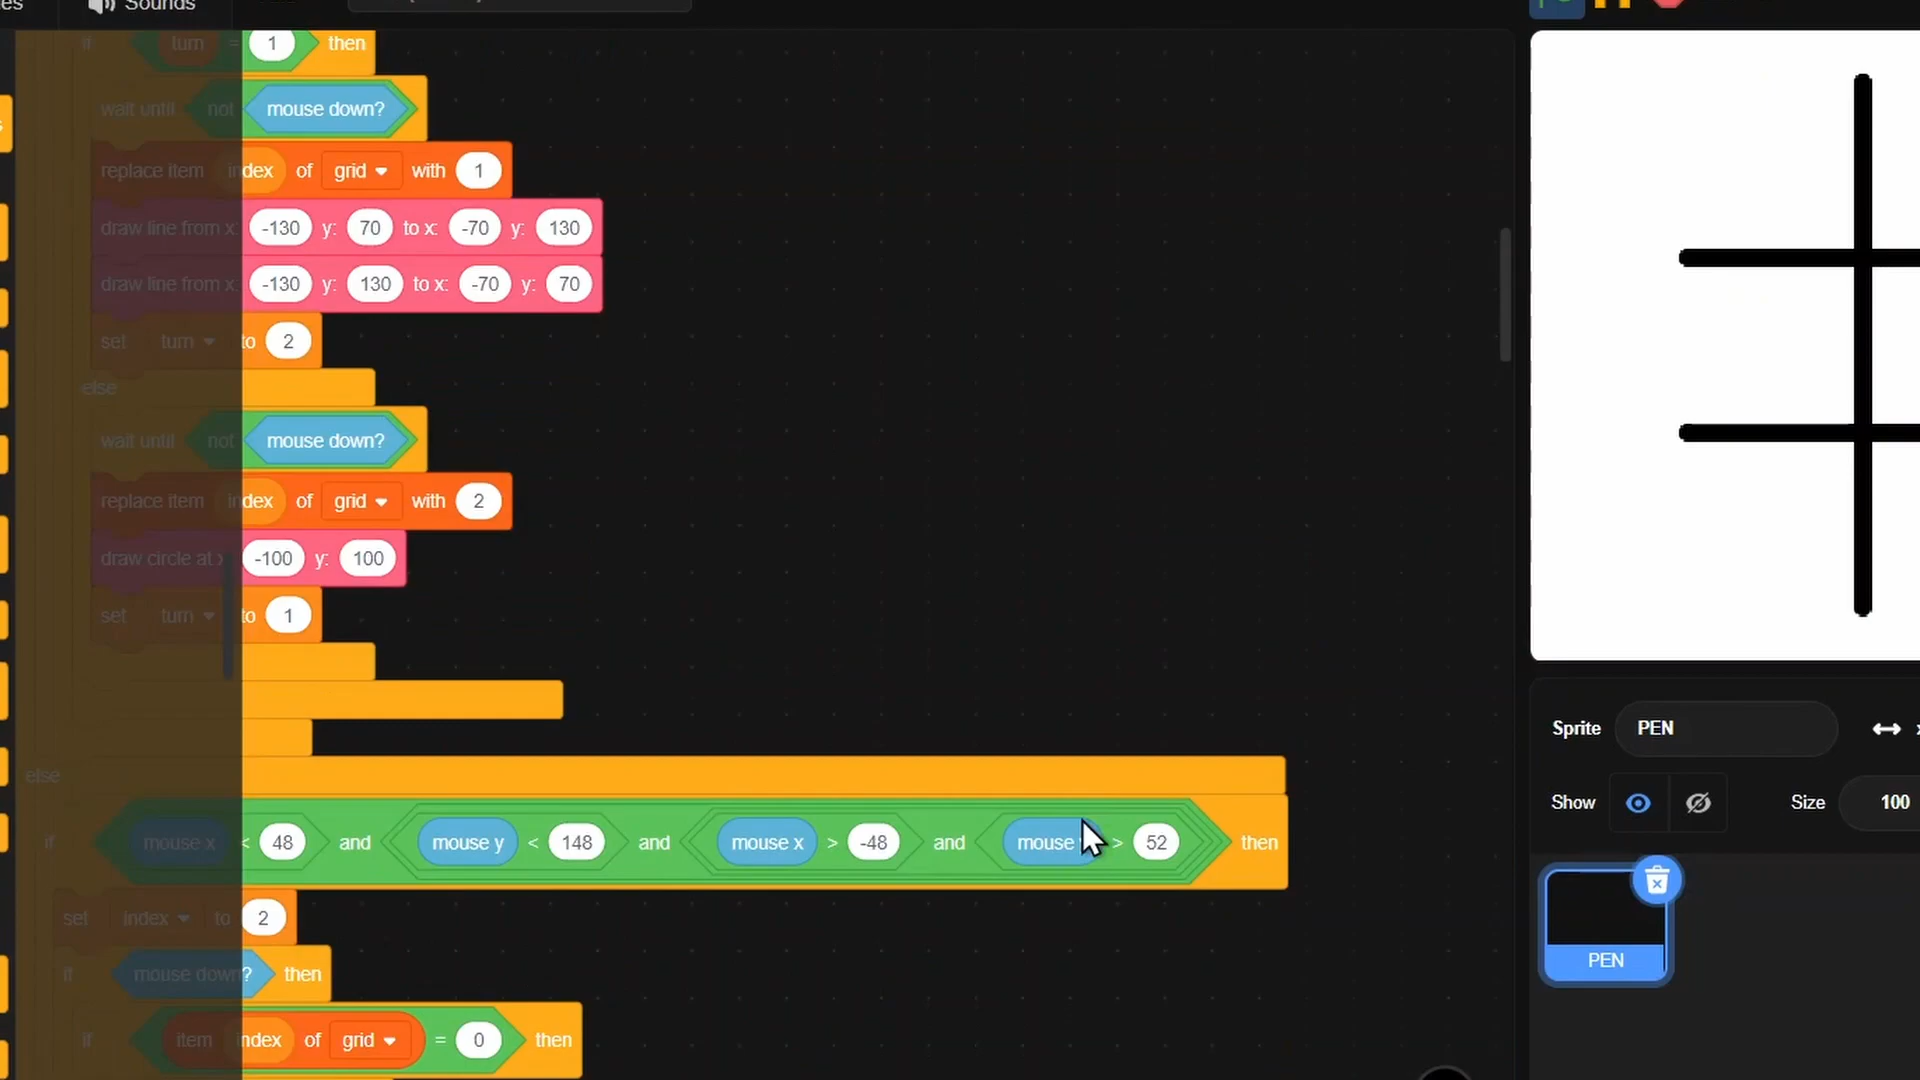 Sounds
if turn = 1 then
wait until not mouse down?
replace item index of grid with 1
draw line from x: -130 y: 70 to x: -70 y: 130
draw line from x: -130 y: 130 to x: -70 y: 70
set turn to 2
else
wait until not mouse down?
replace item index of grid with 2
draw circle at x -100 y: 100
set turn to 1
else
if mouse x < 48 and mouse y < 148 and mouse x > -48 and mouse > 52 then
set index to 2
if mouse down? then
if item index of grid = 0 then
Sprite PEN
Show Size 100
PEN